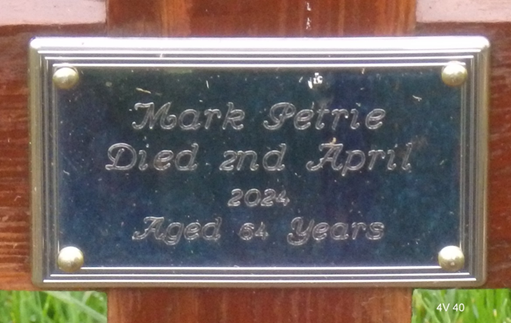 Mark Petrie
Died 2nd April
2024
Aged 64 Years
4V 40